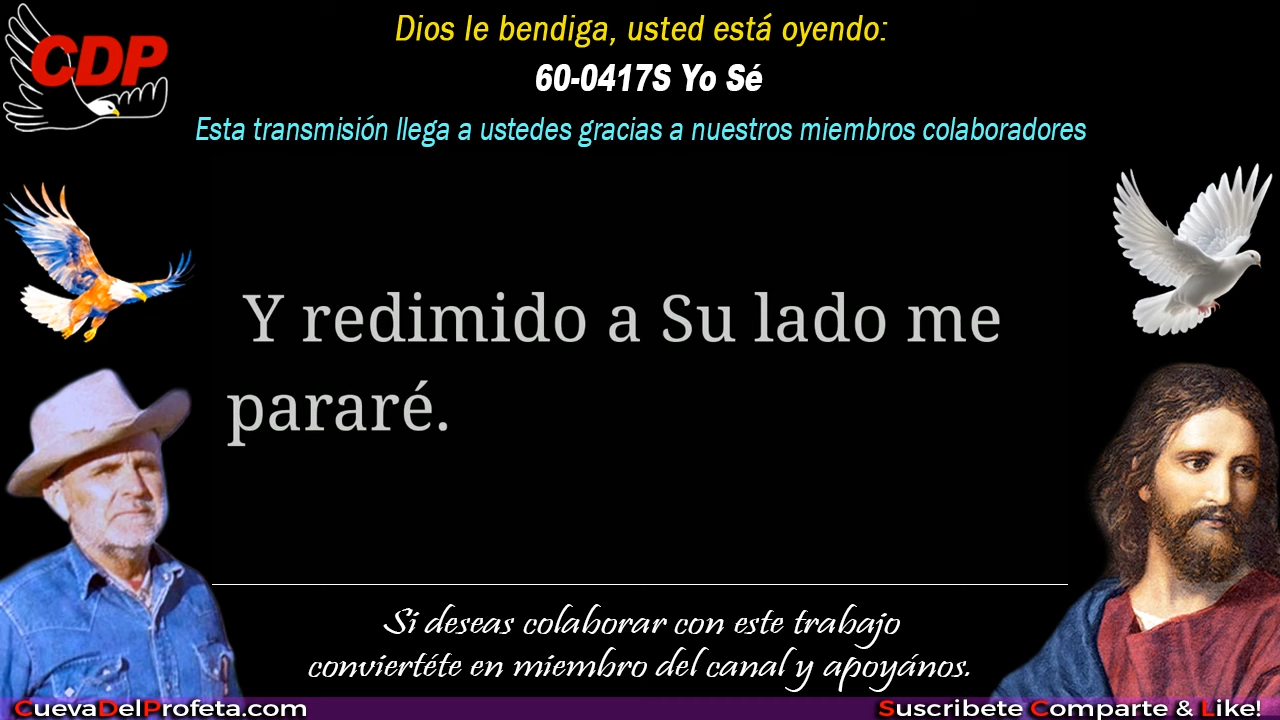 CDP
Dios le bendiga, usted está oyendo:
60-0417S Yo Sé
Esta transmisión llega a ustedes gracias a nuestros miembros colaboradores
Y redimido a Su lado me
pararé.
Si deseas colaborar con este trabajo
conviertéte en miembro del canal y apoyános.
CuevaDelProfeta.com
Suscribete Comparte & Like!